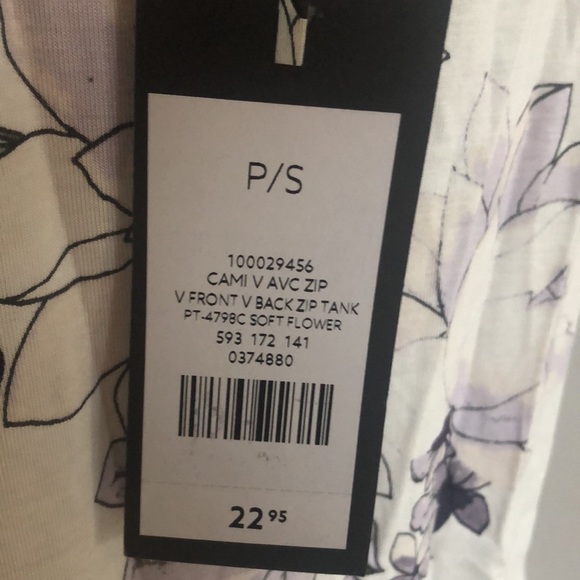 P/S
100029456
CAMI V AVC ZIP
V FRONT V BACK ZIP TANK
PT-4798C SOFT FLOWER
593 172 141
0374880
22 95